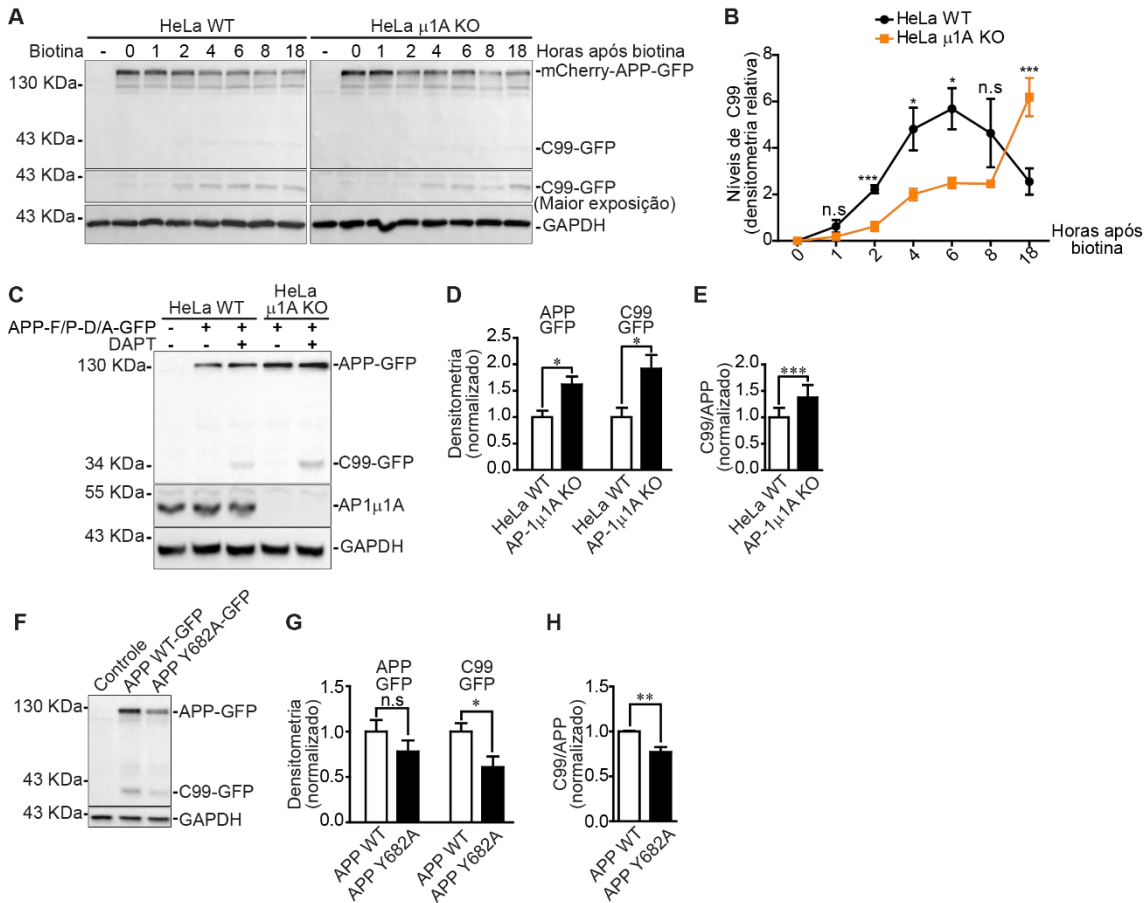 A
HeLa WT
HeLa µ1A KO
Biotina - 0 1 2 4 6 8 18 - 0 1 2 4 6 8 18 Horas após biotina
130 KDa-
-mCherry-APP-GFP
43 KDa-
-C99-GFP
43 KDa-
-C99-GFP
(Maior exposição)
43 KDa-
-GAPDH
B
HeLa WT
HeLa µ1A KO
Níveis de C99
(densitometria relativa)
8
6
4
2
0
n.s
***
*
*
n.s
***
0 1 2 4 6 8 18
Horas após
biotina
C
HeLa WT
HeLa
µ1A KO
APP-F/P-D/A-GFP - + + + +
DAPT - - + - +
130 KDa-
-APP-GFP
34 KDa-
-C99-GFP
55 KDa-
-AP1µ1A
43 KDa-
-GAPDH
D
APP
GFP
C99
GFP
Densitometria
(normalizado)
2.5
2.0
1.5
1.0
0.5
0.0
*
*
HeLa WT
AP-1µ1A KO
HeLa WT
AP-1µ1A KO
E
C99/APP
(normalizado)
2.0
1.5
1.0
0.5
0.0
***
HeLa WT
AP-1µ1A KO
F
Controle
APP WT-GFP
APP Y682A-GFP
130 KDa-
-APP-GFP
43 KDa-
-C99-GFP
43 KDa-
-GAPDH
G
APP
GFP
C99
GFP
Densitometria
(normalizado)
1.5
1.0
0.5
0.0
n.s
*
APP WT
APP Y682A
APP WT
APP Y682A
H
C99/APP
(normalizado)
1.5
1.0
0.5
0.0
**
APP WT
APP Y682A